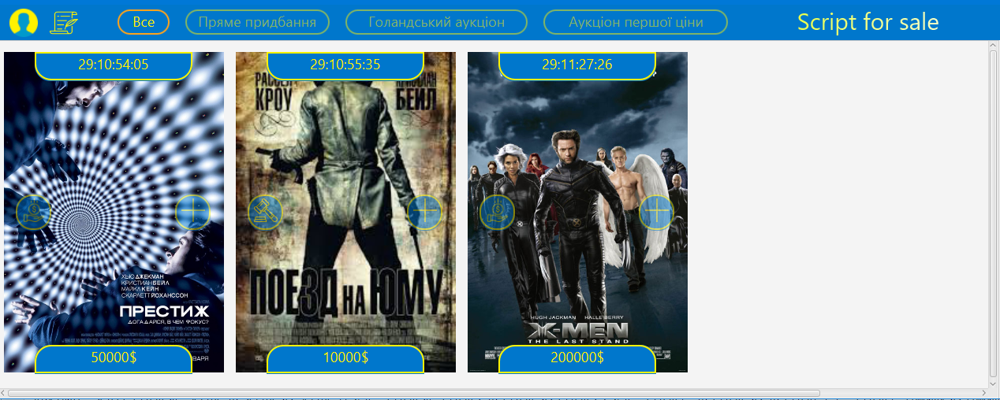 Все
Пряме придбання
Голандський аукціон
Аукціон першої ціни
Script for sale
29:10:54:05
29:10:55:35
29:11:27:26
КРОУ
БЕЙЛ
ХЬЮ ДЖЕКМАН
КРИСТИАН БЕЙЛ
МАЙКЛ КЕЙН
СКАРЛЕТТ ЙОХАНССОН
ПРЕСТИЖ
ДОГАДАЙСЯ, В ЧЕМ ФОКУС?
ПОЕЗД НА ЮМУ
HUGH JACKMAN HALLE BERRY
X-MEN
THE LAST STAND
50000$
10000$
200000$